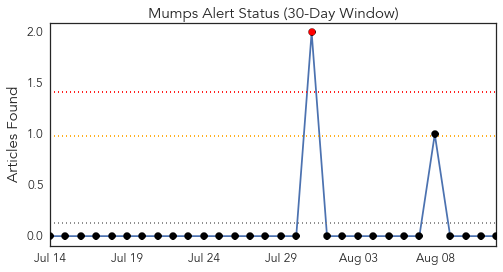 Mumps Alert Status (30-Day Window)
Articles Found
2.0
1.5
1.0
0.5
0.0
Jul 14
Jul 19
Jul 24
Jul 29
Aug 03
Aug 08